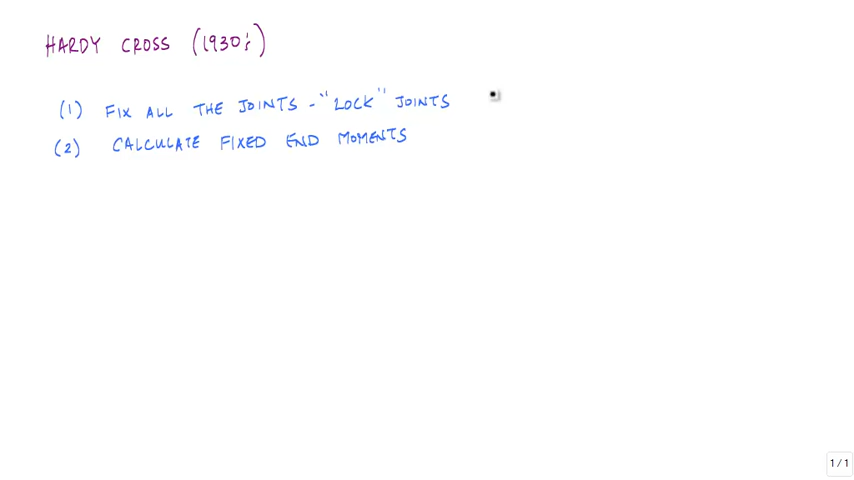 HARDY CROSS (1930's)
(1) FIX ALL THE JOINTS - "LOCK" JOINTS
(2) CALCULATE FIXED END MOMENTS
1 / 1